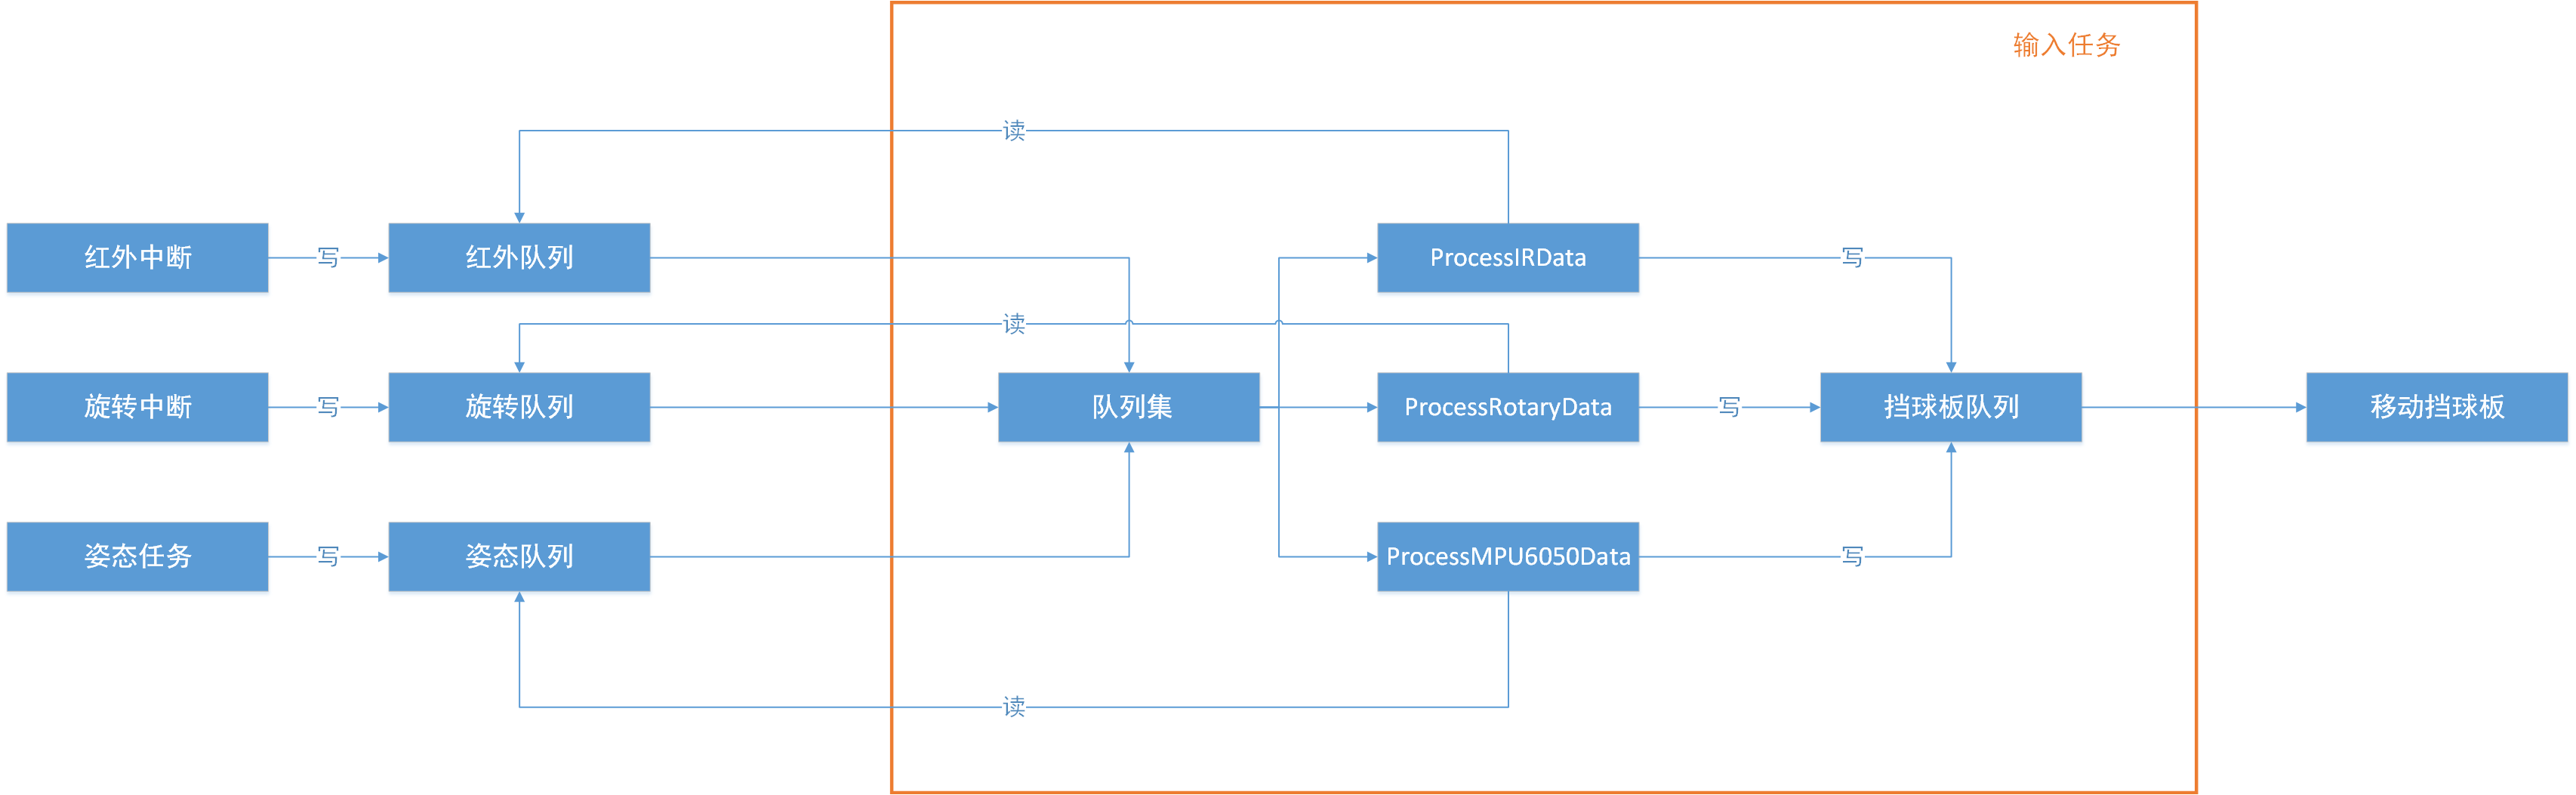 输入任务
读
红外中断
写
红外队列
ProcessIRData
写
读
旋转中断
写
旋转队列
队列集
ProcessRotaryData
写
挡球板队列
移动挡球板
姿态任务
写
姿态队列
ProcessMPU6050Data
写
读